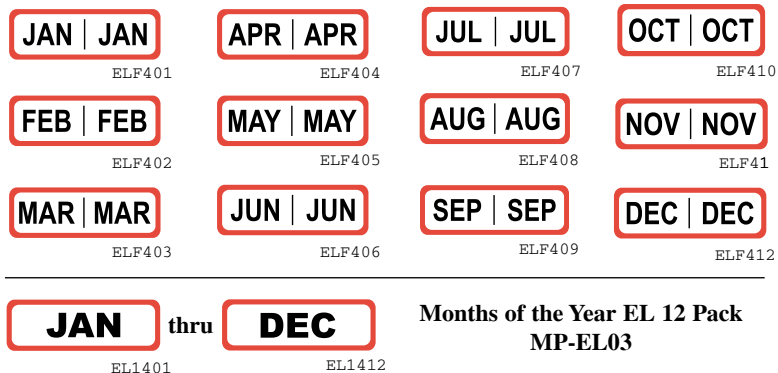 JAN | JAN
ELF401
APR | APR
ELF404
JUL | JUL
ELF407
OCT | OCT
ELF410
FEB | FEB
ELF402
MAY | MAY
ELF405
AUG | AUG
ELF408
NOV | NOV
ELF41
MAR | MAR
ELF403
JUN | JUN
ELF406
SEP | SEP
ELF409
DEC | DEC
ELF412
JAN thru DEC
EL1401 EL1412
Months of the Year EL 12 Pack
MP-EL03